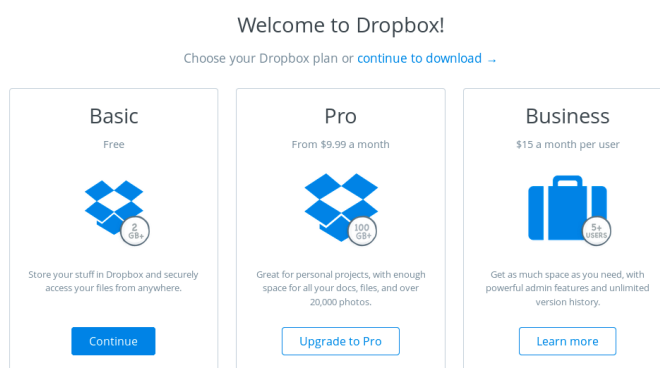 Welcome to Dropbox!
Choose your Dropbox plan or continue to download →
Basic
Free
2
GB+
Store your stuff in Dropbox and securely
access your files from anywhere.
Continue
Pro
From $9.99 a month
100
GB+
Great for personal projects, with enough
space for all your docs, files, and over
20,000 photos.
Upgrade to Pro
Business
$15 a month per user
5+
USERS
Get as much space as you need, with
powerful admin features and unlimited
version history.
Learn more